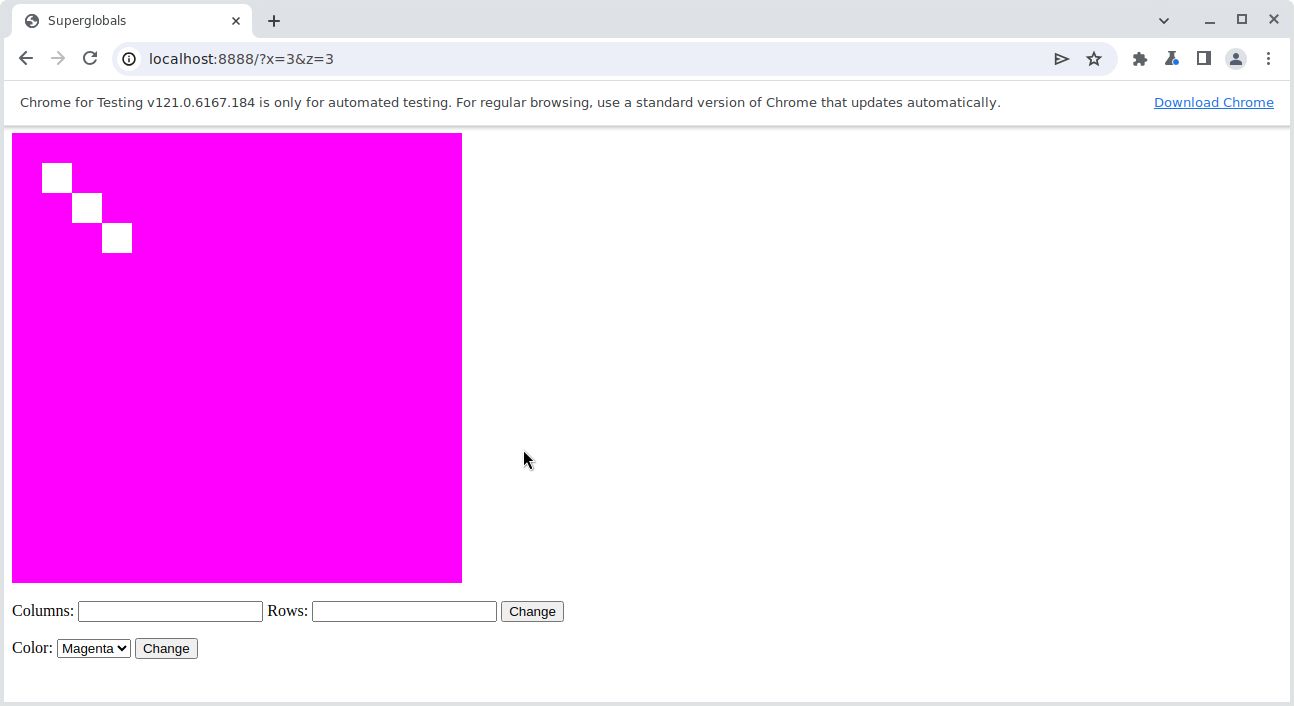 Superglobals
localhost:8888/?x=3&z=3
Chrome for Testing v121.0.6167.184 is only for automated testing. For regular browsing, use a standard version of Chrome that updates automatically. Download Chrome
Columns: Rows: Change
Color: Magenta Change